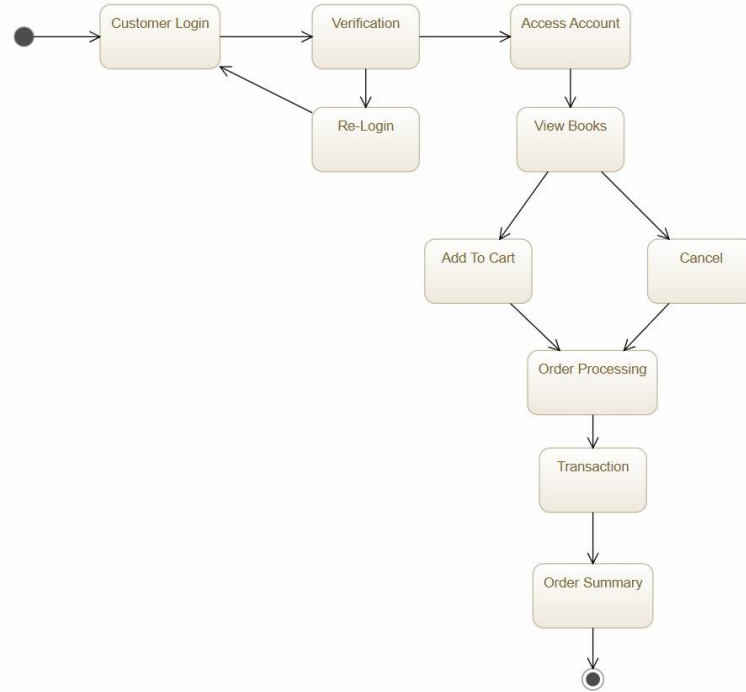 Customer Login
Verification
Access Account
Re-Login
View Books
Add To Cart
Cancel
Order Processing
Transaction
Order Summary